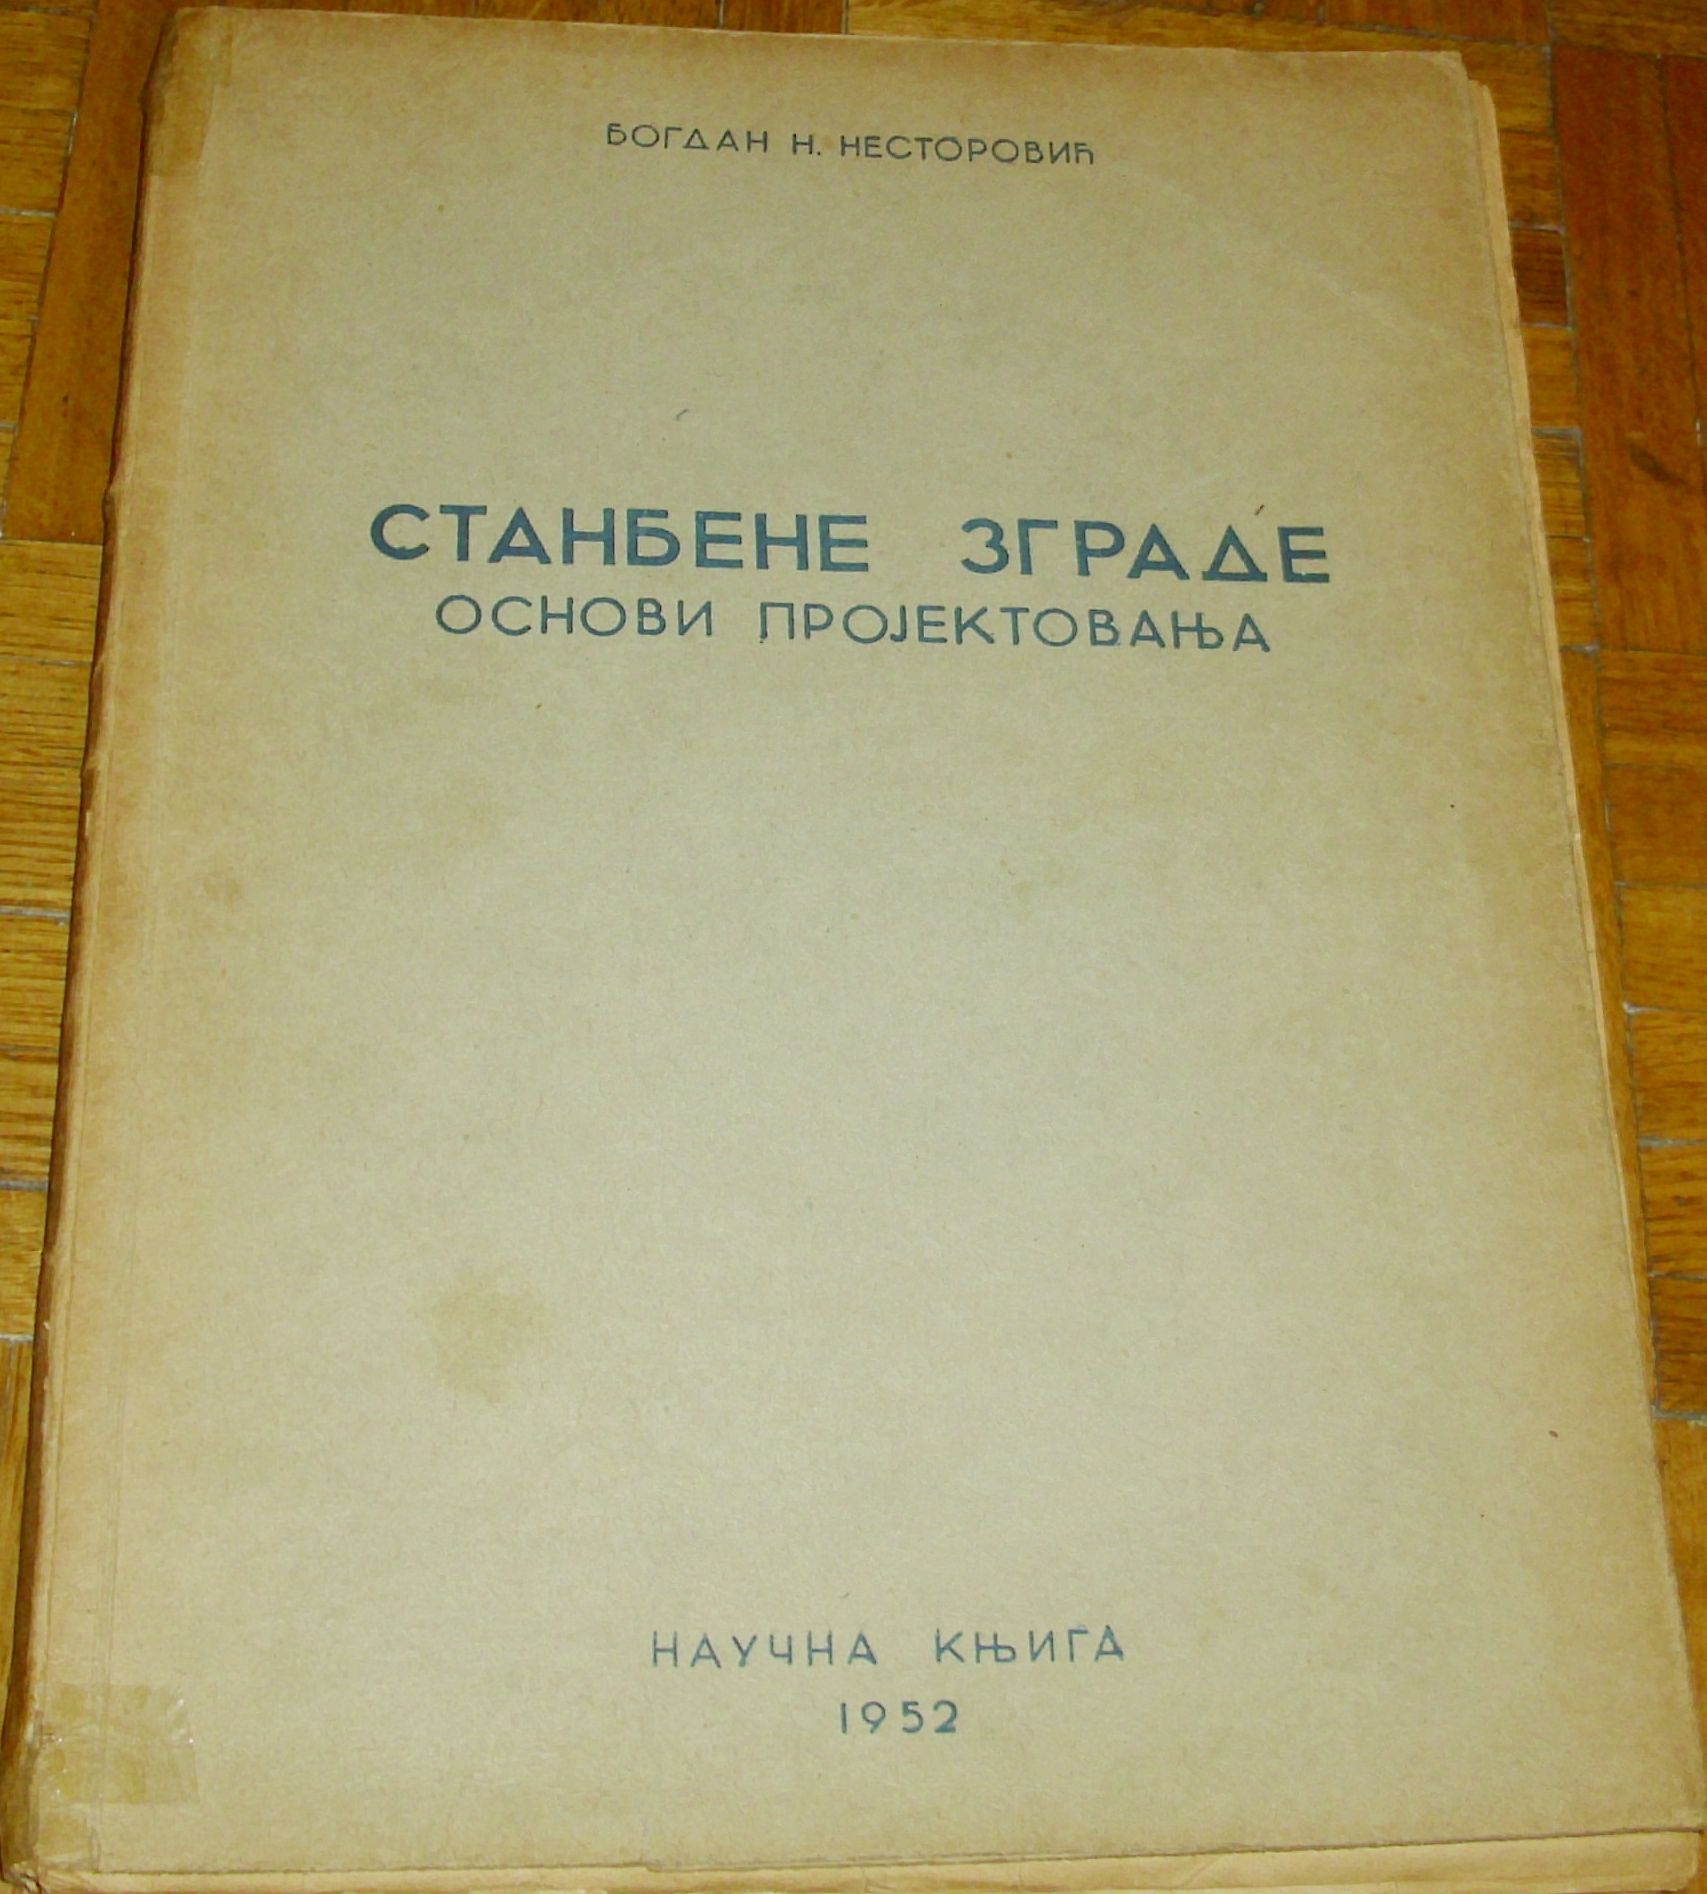 БОГДАН Н. НЕСТОРОВИЋ
СТАНБЕНЕ ЗГРАДЕ
ОСНОВИ ПРОЈЕКТОВАЊА
НАУЧНА КЊИГА
1952